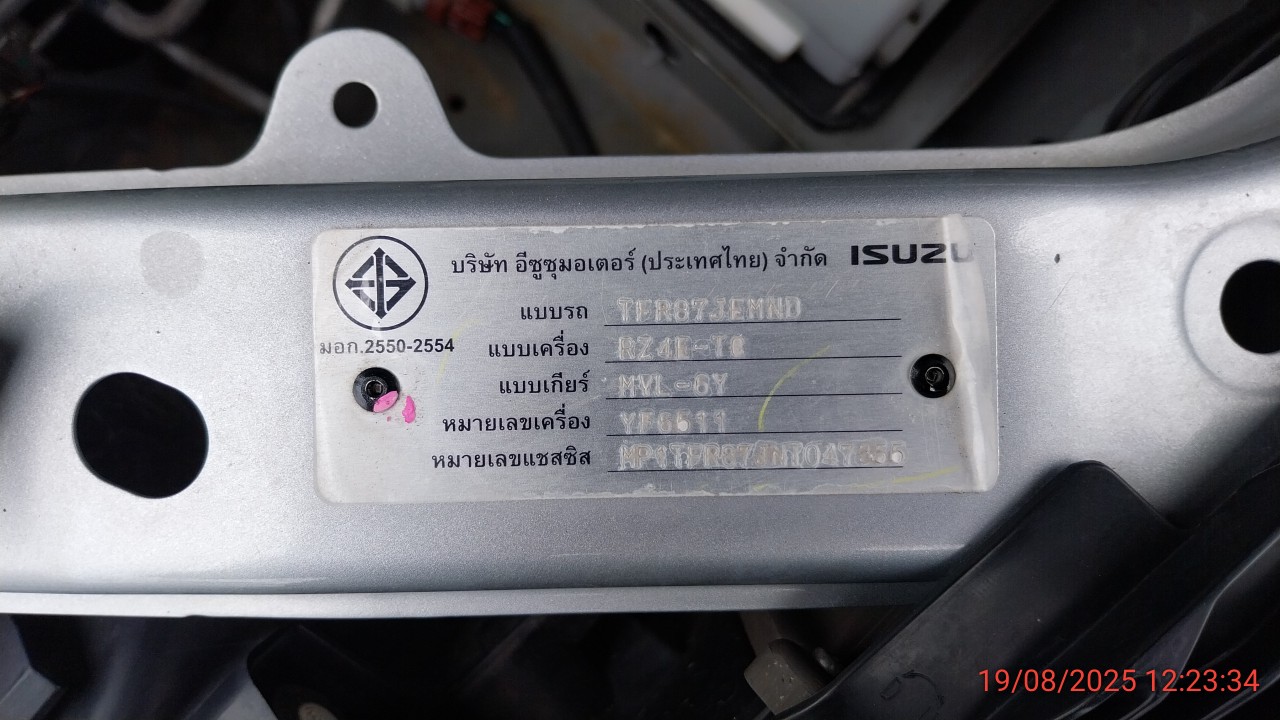 บริษัท อีซูซุมอเตอร์ (ประเทศไทย) จำกัด ISUZU
แบบรถ TFR87JEMND
มอก.2550-2554
แบบเครื่อง
แบบเกียร์ MVL-6Y
หมายเลขเครื่อง YF6511
หมายเลขแชสซิส
19/08/2025 12:23:34